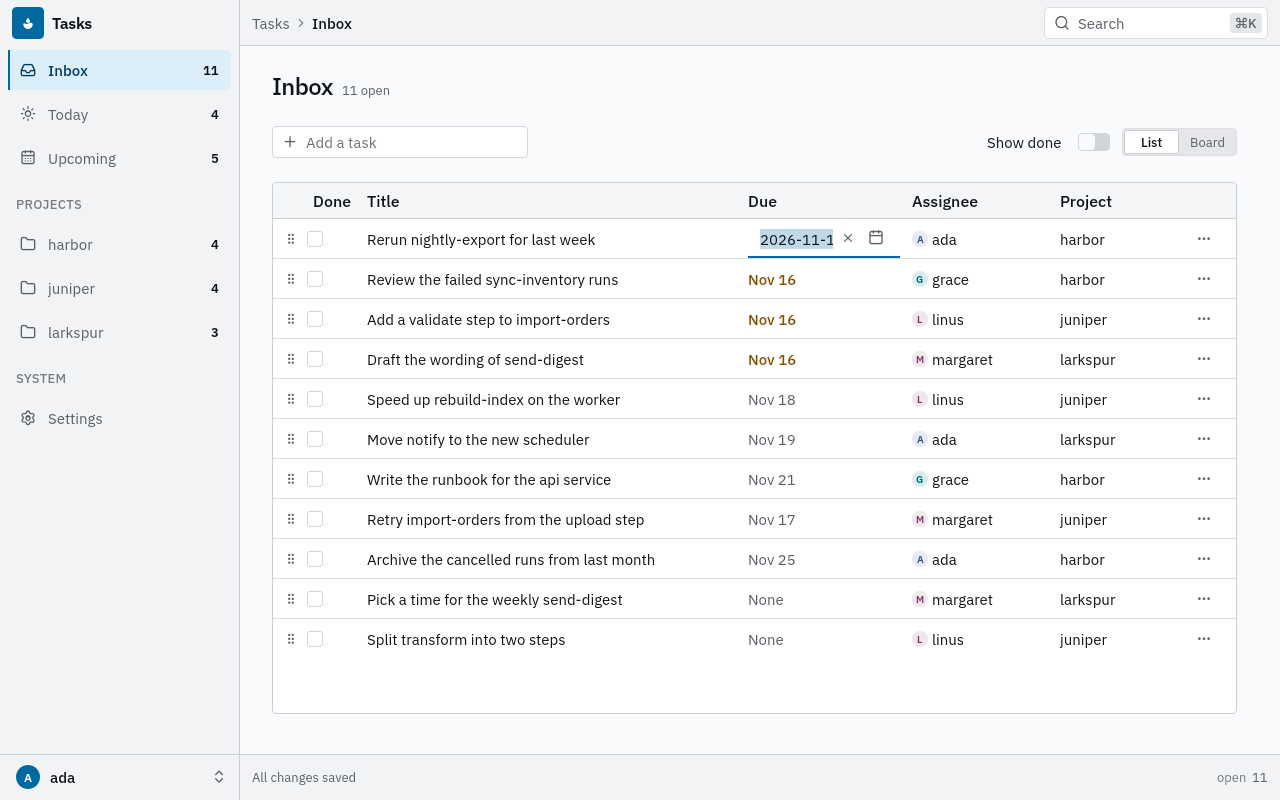 Tasks
Tasks > Inbox
Search ⌘K
Inbox 11
Today 4
Upcoming 5
PROJECTS
harbor 4
juniper 4
larkspur 3
SYSTEM
Settings
A ada
Inbox 11 open
Add a task
Show done List Board
Done Title Due Assignee Project
Rerun nightly-export for last week 2026-11-1 A ada harbor
Review the failed sync-inventory runs Nov 16 G grace harbor
Add a validate step to import-orders Nov 16 L linus juniper
Draft the wording of send-digest Nov 16 M margaret larkspur
Speed up rebuild-index on the worker Nov 18 L linus juniper
Move notify to the new scheduler Nov 19 A ada larkspur
Write the runbook for the api service Nov 21 G grace harbor
Retry import-orders from the upload step Nov 17 M margaret juniper
Archive the cancelled runs from last month Nov 25 A ada harbor
Pick a time for the weekly send-digest None M margaret larkspur
Split transform into two steps None L linus juniper
All changes saved open 11